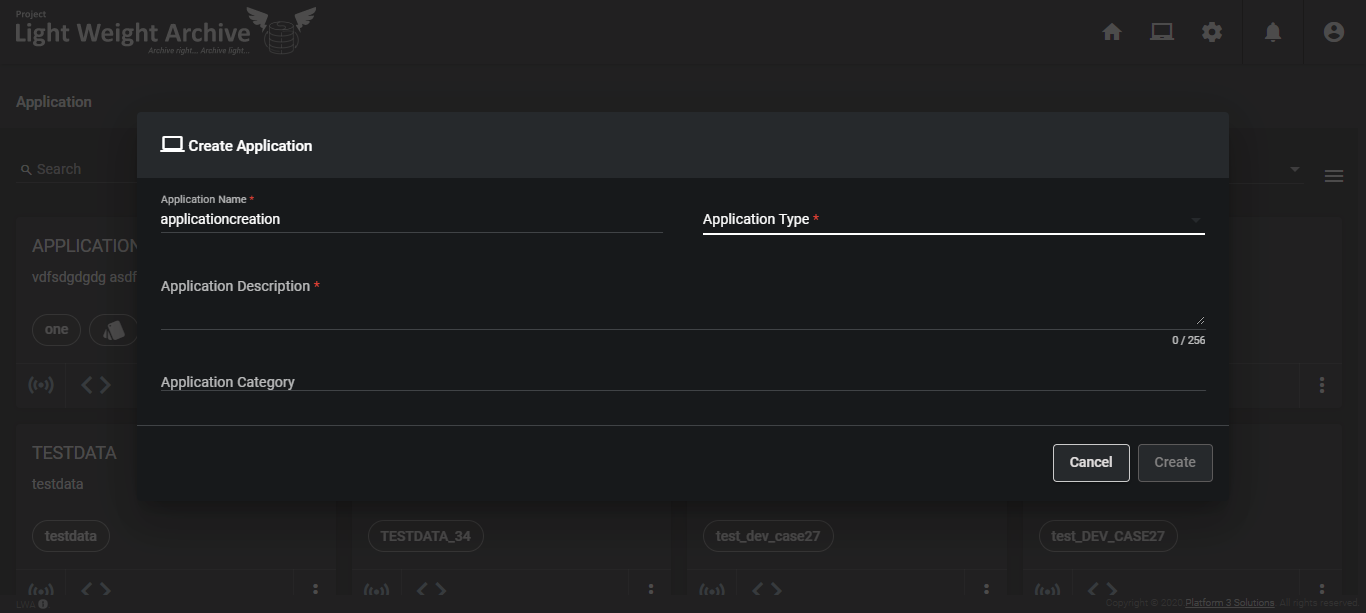 Project
Light Weight Archive
Archive right... Archive light...
Application
Create Application
Search
Application Name *
applicationcreation
Application Type *
APPLICATION
vdfsdgdgdg asdf
Application Description *
one
0 / 256
Application Category
TESTDATA
testdata
Cancel
Create
testdata
TESTDATA_34
test_dev_case27
test_DEV_CASE27
LWA
Copyright © 2020 Platform 3 Solutions. All rights reserved